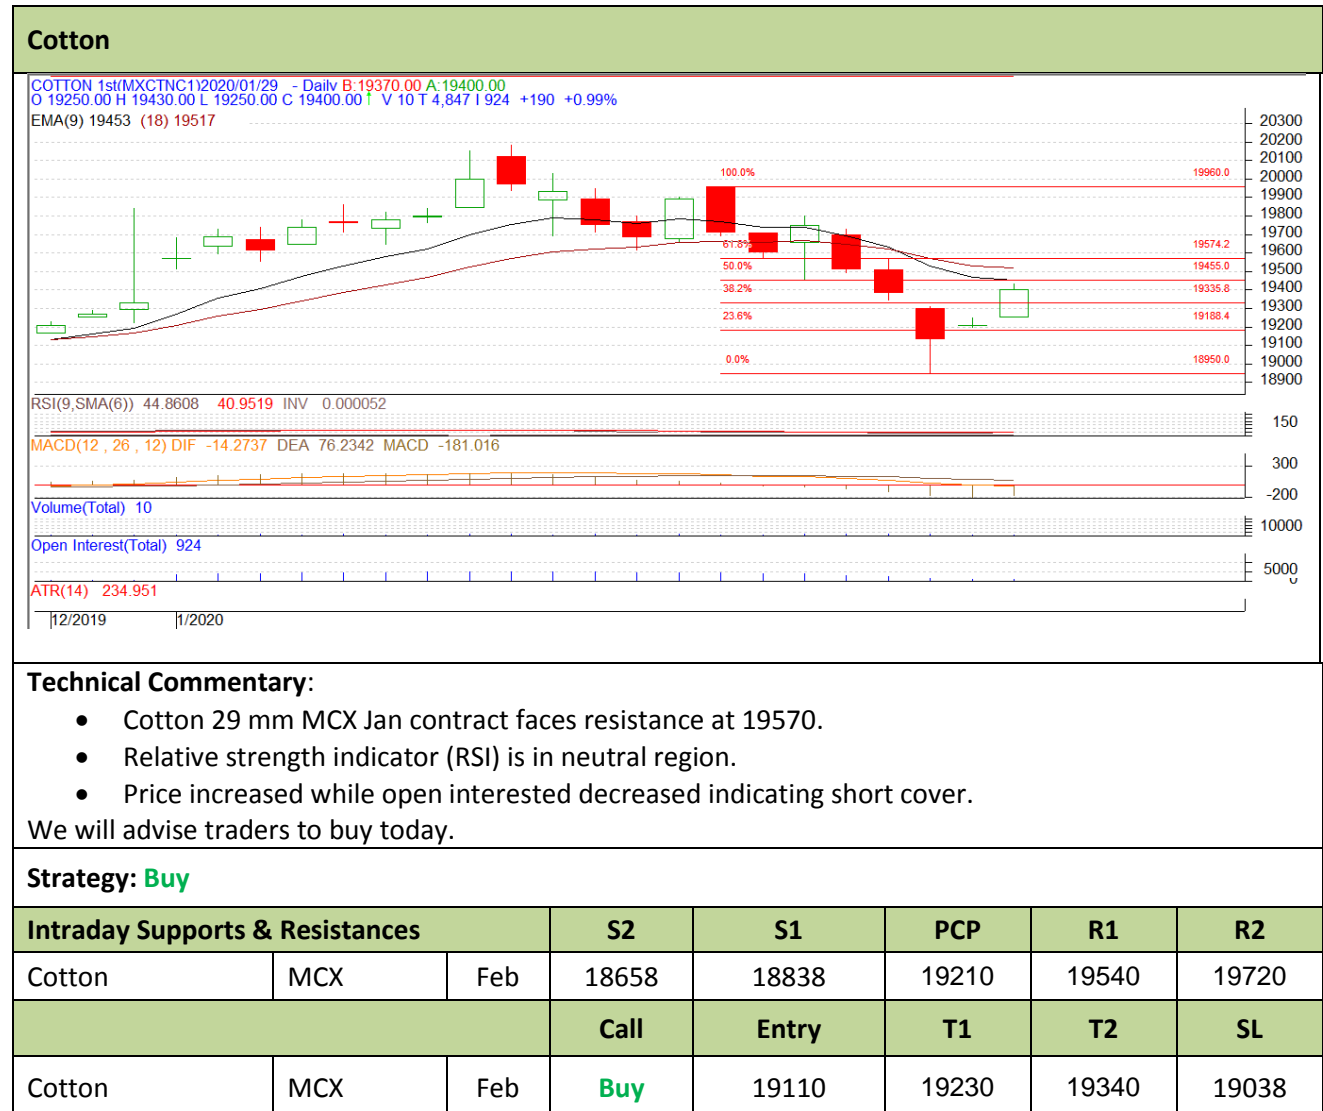 Cotton
COTTON 1st(MXCTNC1)2020/01/29 - Daily B:19370.00 A:19400.00
O 19250.00 H 19430.00 L 19250.00 C 19400.00↑ V 10 T 4,847 I 924 +190 +0.99%
EMA(9) 19453 (18) 19517
20300
20200
20100
20000
19900
19800
19700
19600
19500
19400
19300
19200
19100
19000
18900
100.0% 19960.0
61.8% 19574.2
50.0% 19455.0
38.2% 19335.8
23.6% 19188.4
0.0% 18950.0
RSI(9,SMA(6)) 44.8608 40.9519 INV 0.000052
150
MACD(12 , 26 , 12) DIF -14.2737 DEA 76.2342 MACD -181.016
300
-200
Volume(Total) 10
10000
Open Interest(Total) 924
5000
0
ATR(14) 234.951
12/2019 1/2020
Technical Commentary:
• Cotton 29 mm MCX Jan contract faces resistance at 19570.
• Relative strength indicator (RSI) is in neutral region.
• Price increased while open interested decreased indicating short cover.
We will advise traders to buy today.
Strategy: Buy
Intraday Supports & Resistances S2 S1 PCP R1 R2
Cotton MCX Feb 18658 18838 19210 19540 19720
Call Entry T1 T2 SL
Cotton MCX Feb Buy 19110 19230 19340 19038